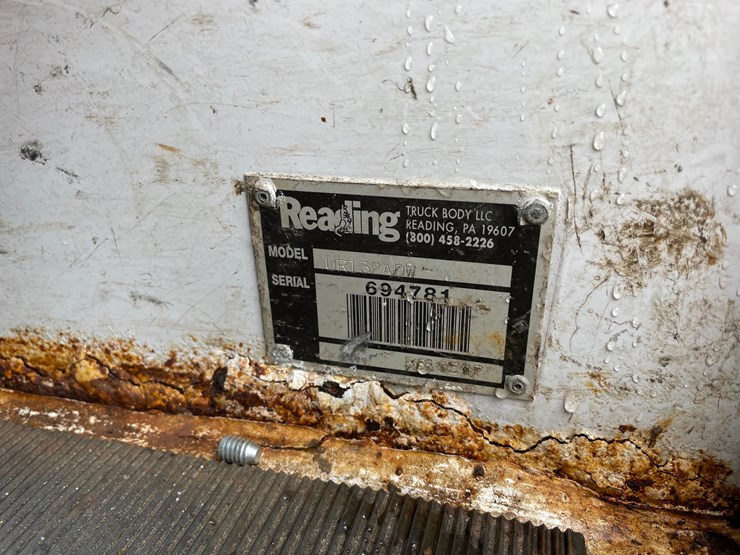 Reading
TRUCK BODY LLC
READING, PA 19607
(800) 458-2226
MODEL
SERIAL
694781